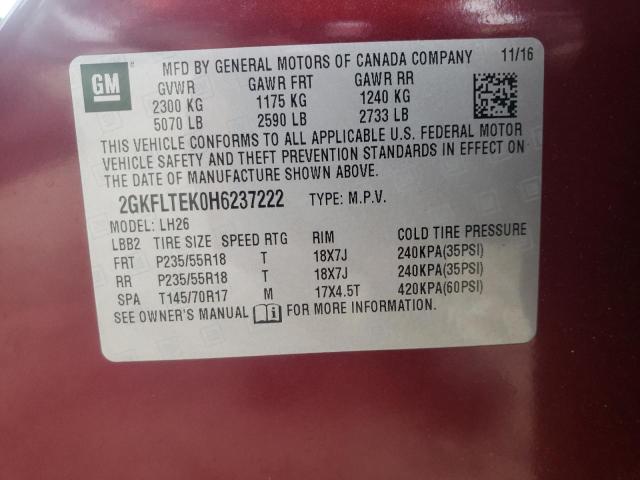 GM
MFD BY GENERAL MOTORS OF CANADA COMPANY 11/16
GVWR GAWR FRT GAWR RR
2300 KG 1175 KG 1240 KG
5070 LB 2590 LB 2733 LB
THIS VEHICLE CONFORMS TO ALL APPLICABLE U.S. FEDERAL MOTOR
VEHICLE SAFETY AND THEFT PREVENTION STANDARDS IN EFFECT ON
THE DATE OF MANUFACTURE SHOWN ABOVE.
2GKFLTEK0H6237222 TYPE: M.P.V.
MODEL: LH26
LBB2 TIRE SIZE SPEED RTG RIM COLD TIRE PRESSURE
FRT P235/55R18 T 18X7J 240KPA(35PSI)
RR P235/55R18 T 18X7J 240KPA(35PSI)
SPA T145/70R17 M 17X4.5T 420KPA(60PSI)
SEE OWNER'S MANUAL FOR MORE INFORMATION.